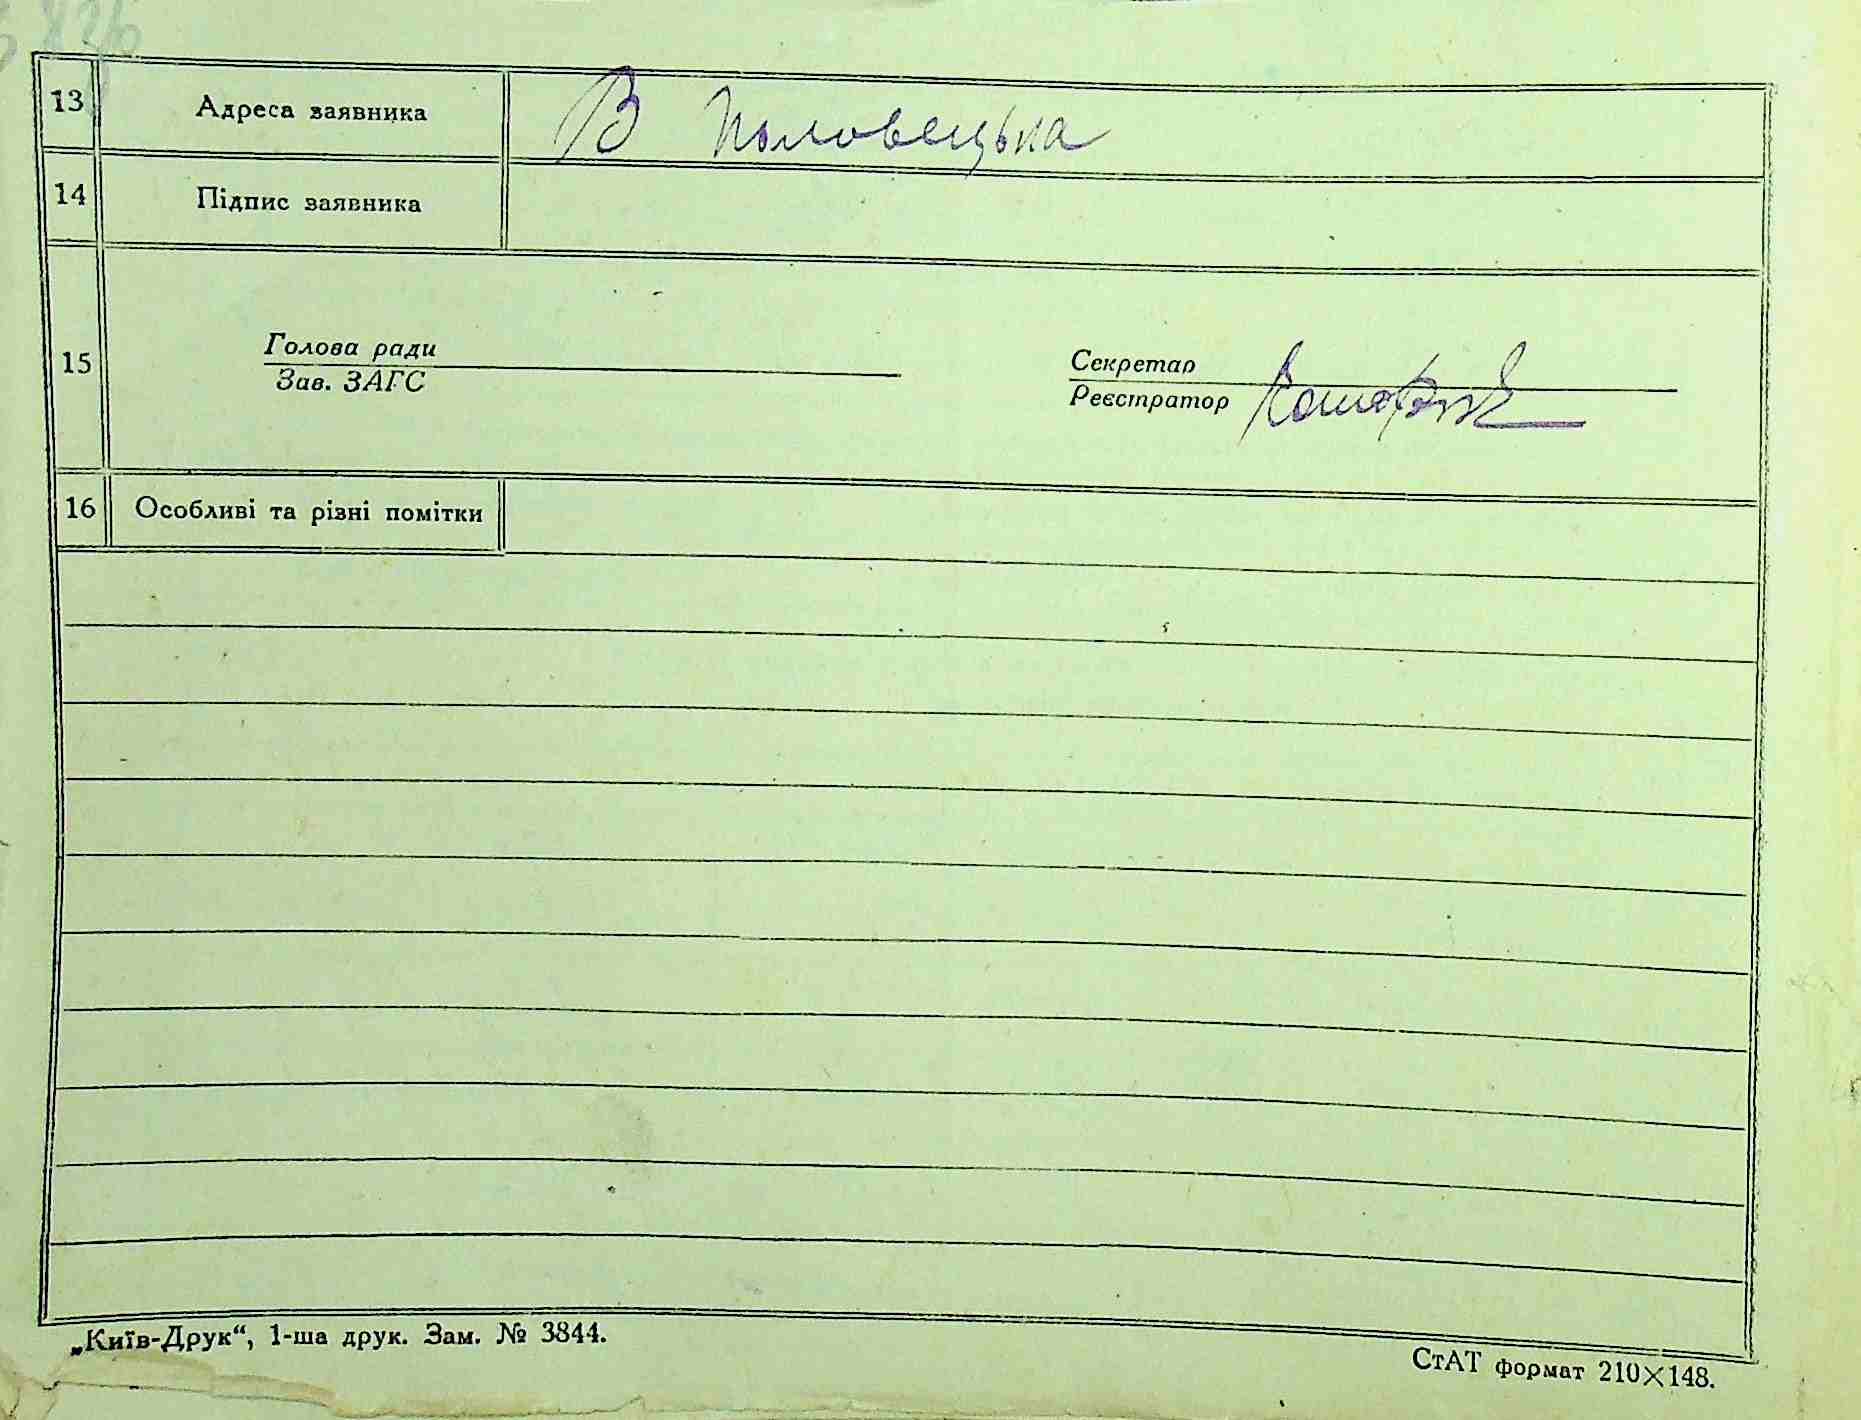 13 Адреса заявника В Половецька
14 Підпис заявника
15 Голова ради Секретар
Зав. ЗАГС Реєстратор
16 Особливі та різні помітки
„Київ-Друк“, 1-ша друк. Зам. № 3844.
СтАТ формат 210×148.